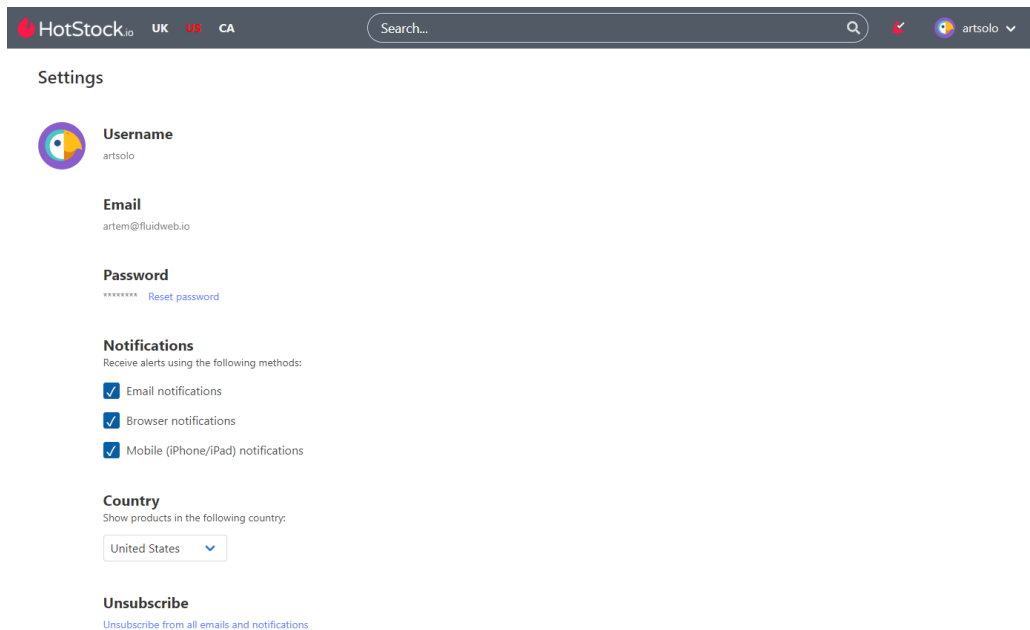 HotStock.io UK US CA Search... artsolo
Settings
Username
artsolo
Email
artem@fluidweb.io
Password
******** Reset password
Notifications
Receive alerts using the following methods:
Email notifications
Browser notifications
Mobile (iPhone/iPad) notifications
Country
Show products in the following country:
United States
Unsubscribe
Unsubscribe from all emails and notifications